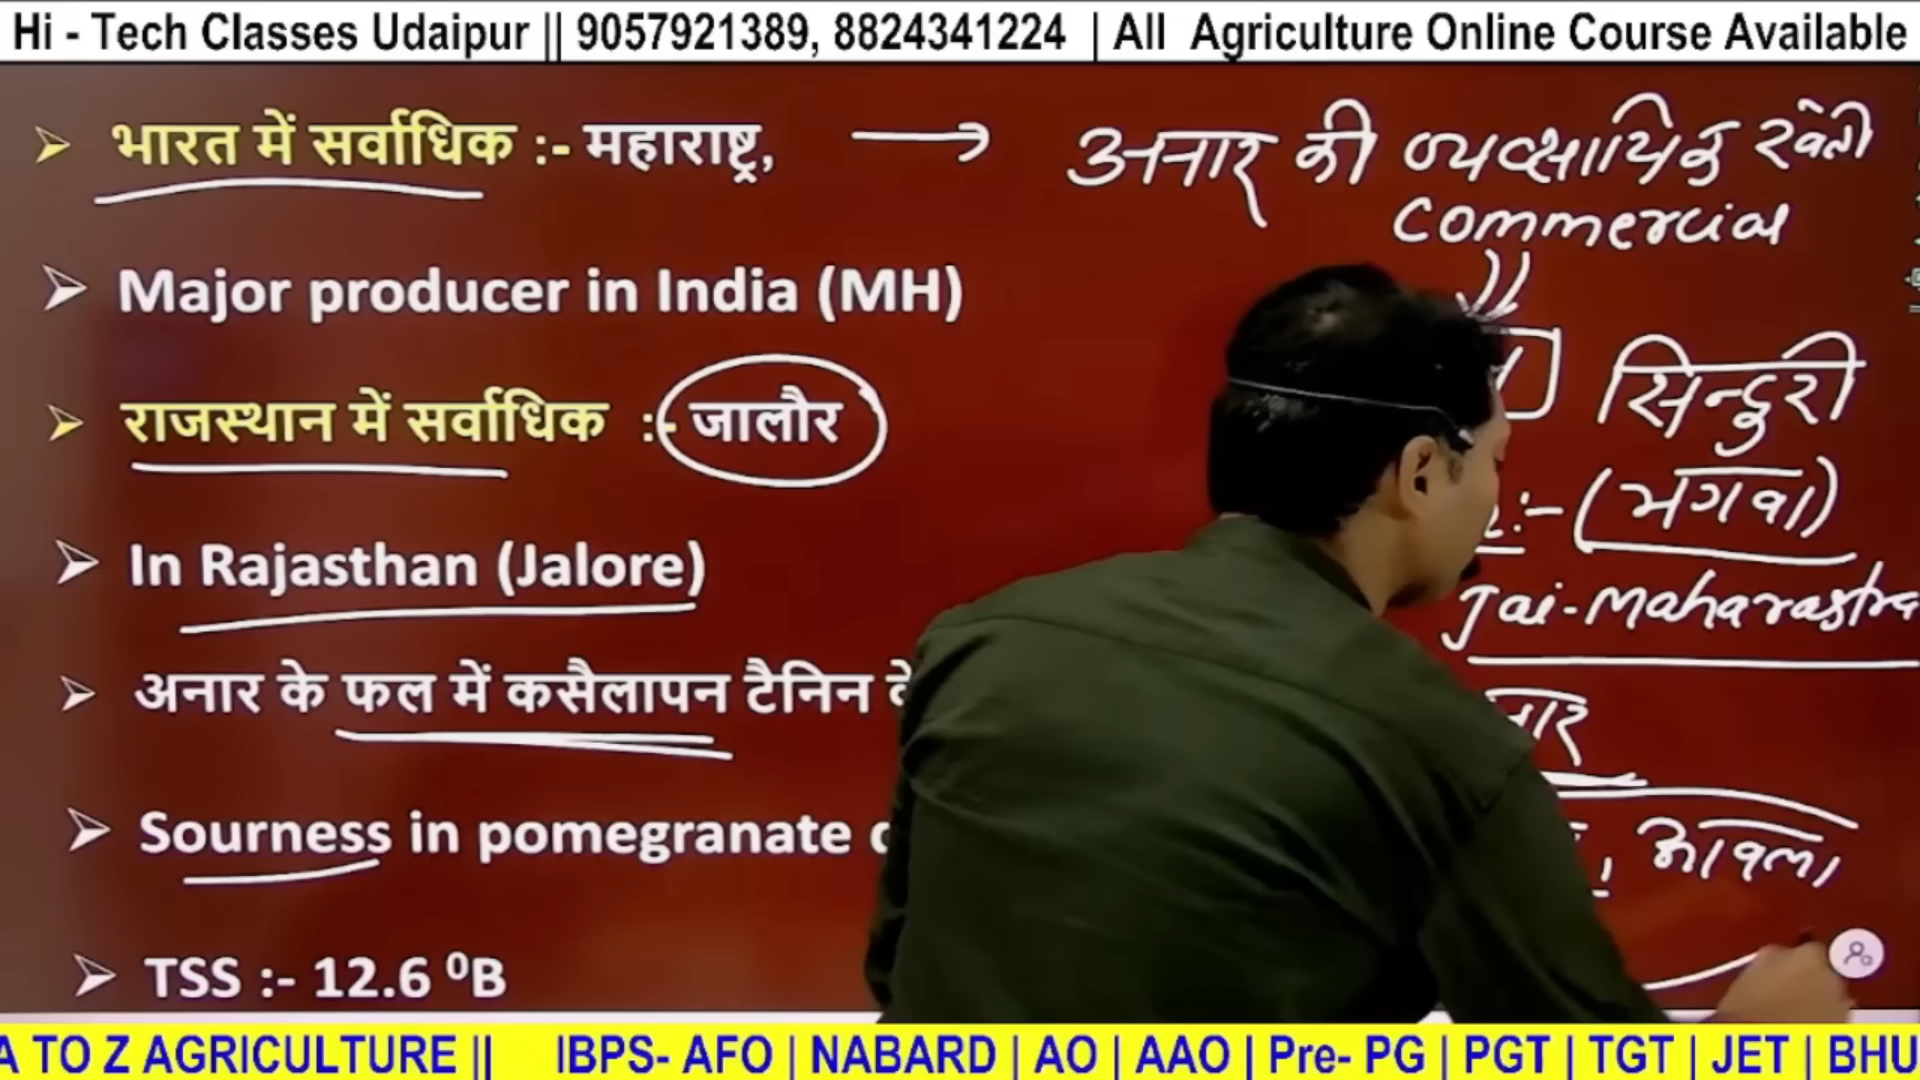 Hi - Tech Classes Udaipur || 9057921389, 8824341224 | All Agriculture Online Course Available
➢ भारत में सर्वाधिक :- महाराष्ट्र, → अनार की व्यवसायिक खेती
Commercial
➢ Major producer in India (MH)
➢ राजस्थान में सर्वाधिक :- जालौर
सिन्दुरी
:- (भगवा)
➢ In Rajasthan (Jalore)
Jai-Maharastra
➢ अनार के फल में कसैलापन टैनिन
➢ Sourness in pomegranate
आवला
➢ TSS :- 12.6 ⁰B
A TO Z AGRICULTURE || IBPS- AFO | NABARD | AO | AAO | Pre- PG | PGT | TGT | JET | BHU